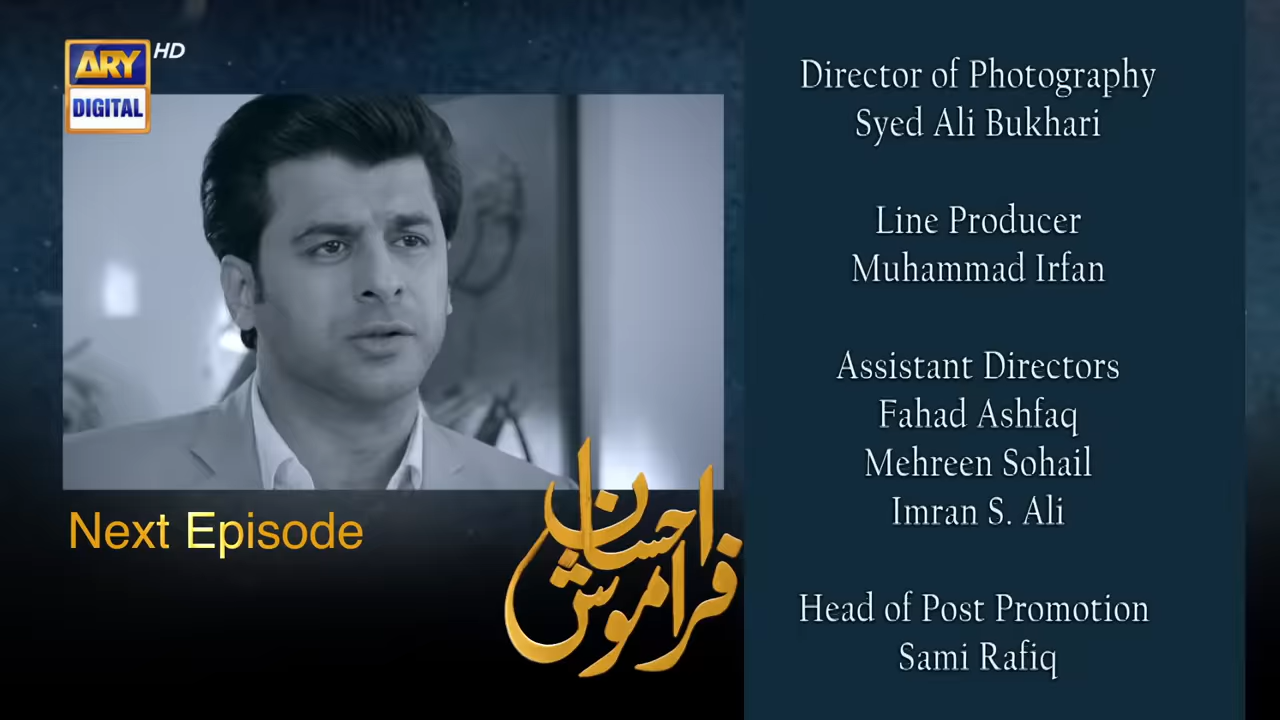 ARY
DIGITAL
HD
Next Episode
احسان
فراموش
Director of Photography
Syed Ali Bukhari
Line Producer
Muhammad Irfan
Assistant Directors
Fahad Ashfaq
Mehreen Sohail
Imran S. Ali
Head of Post Promotion
Sami Rafiq